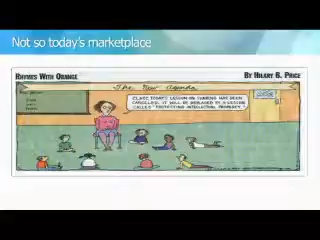 Not so today's marketplace
RHYMES WITH ORANGE
BY HILARY B. PRICE
The New Agenda
CLASS, TODAY'S LESSON ON SHARING HAS BEEN
CANCELLED. IT WILL BE REPLACED BY A LESSON
CALLED "PROTECTING INTELLECTUAL PROPERTY."